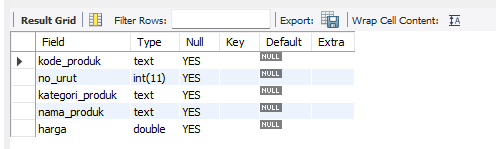 Result Grid Filter Rows: Export: Wrap Cell Content:
Field Type Null Key Default Extra
kode_produk text YES NULL
no_urut int(11) YES NULL
kategori_produk text YES NULL
nama_produk text YES NULL
harga double YES NULL